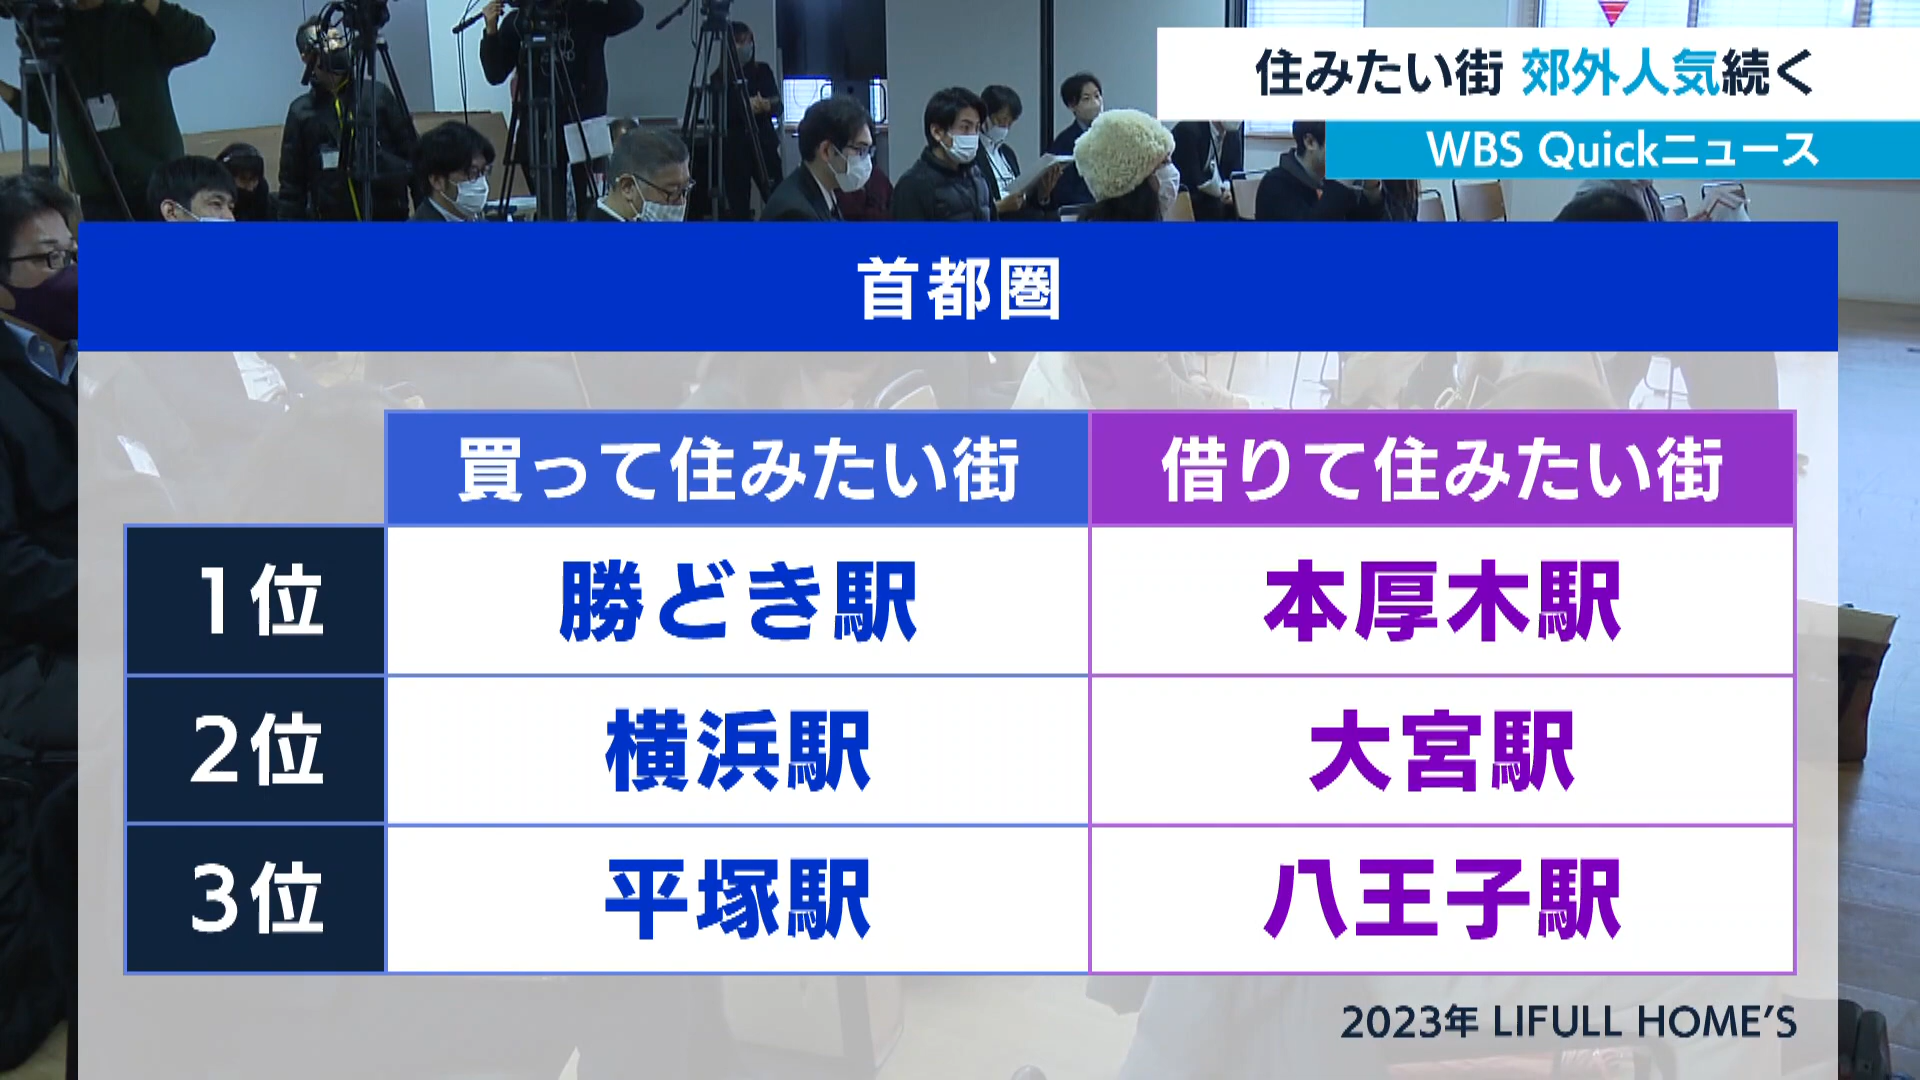 住みたい街 郊外人気続く
WBS Quickニュース
首都圏
買って住みたい街 借りて住みたい街
1位 勝どき駅 本厚木駅
2位 横浜駅 大宮駅
3位 平塚駅 八王子駅
2023年 LIFULL HOME'S